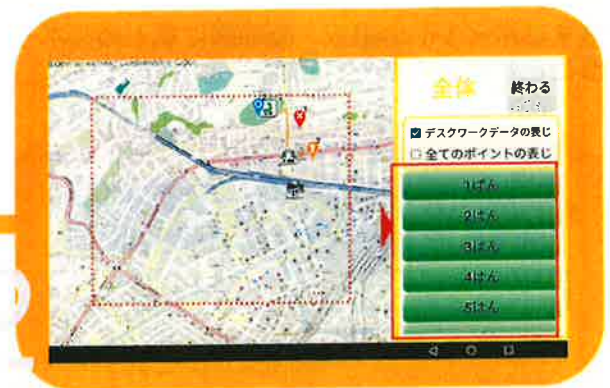 全体
終わる
デスクワークデータの表じ
全てのポイントの表じ
1ぱん
2はん
3ぱん
4はん
5はん